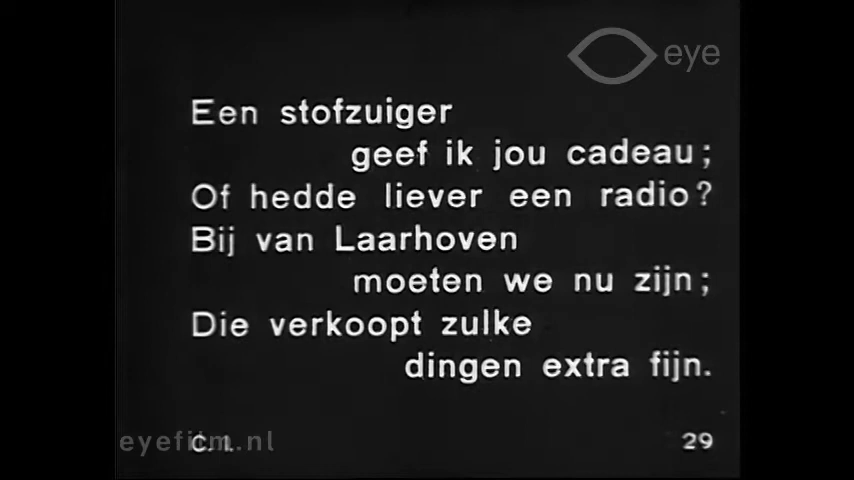 eye
Een stofzuiger
geef ik jou cadeau;
Of hedde liever een radio?
Bij van Laarhoven
moeten we nu zijn;
Die verkoopt zulke
dingen extra fijn.
eyefilm.nl
C. I.
29